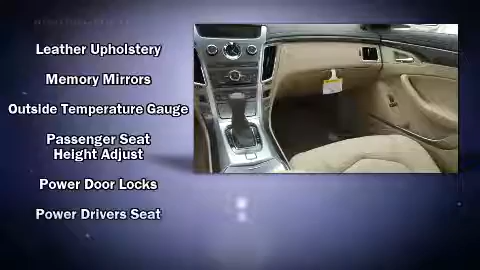 Leather Upholstery
Memory Mirrors
Outside Temperature Gauge
Passenger Seat
Height Adjust
Power Door Locks
Power Drivers Seat